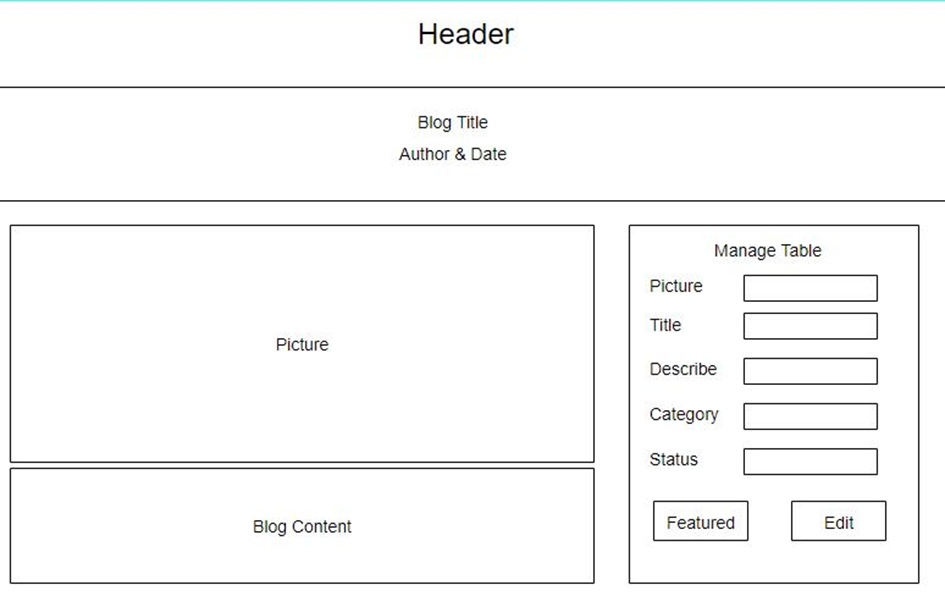 Header
Blog Title
Author & Date
Picture
Blog Content
Manage Table
Picture
Title
Describe
Category
Status
Featured
Edit